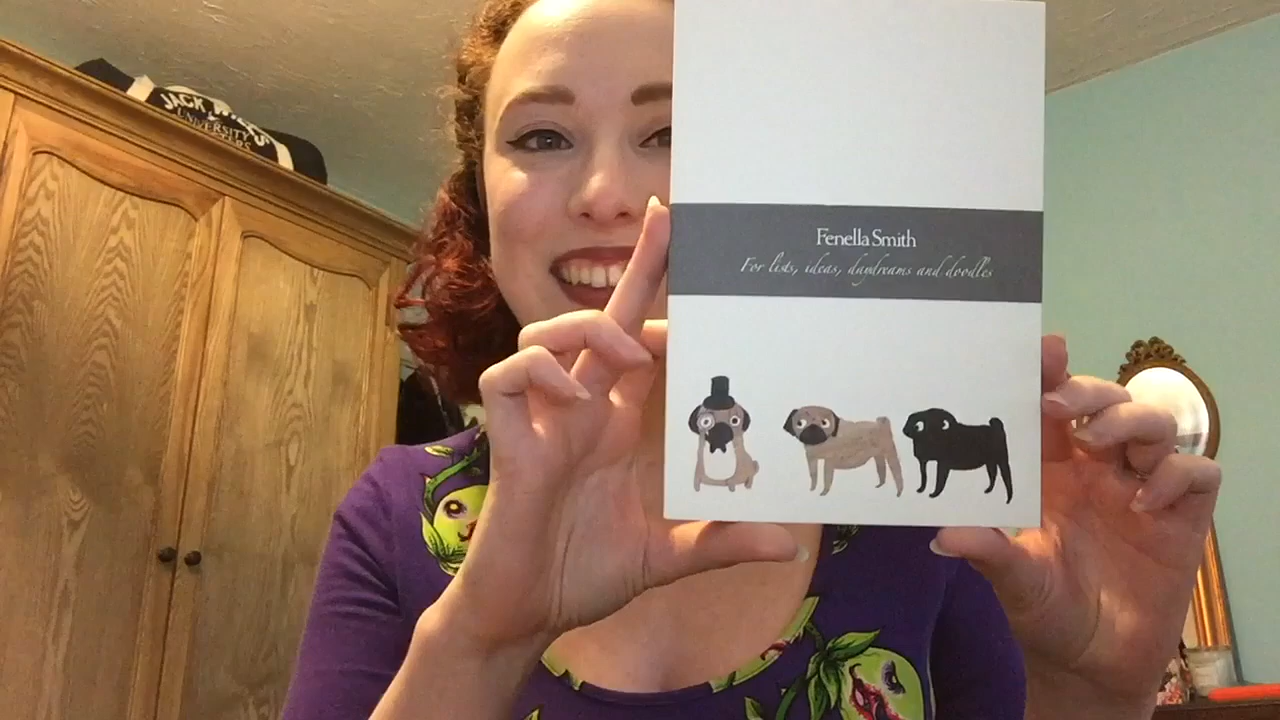 JACK WILLS
UNIVERSITY
Fenella Smith
For lists, ideas, daydreams and doodles